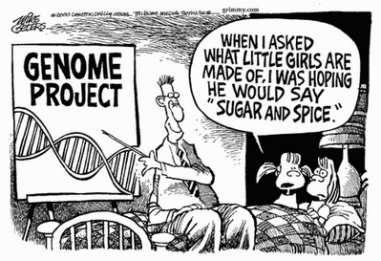 grimmy.com
GENOME
PROJECT
WHEN I ASKED
WHAT LITTLE GIRLS ARE
MADE OF, I WAS HOPING
HE WOULD SAY
"SUGAR AND SPICE."